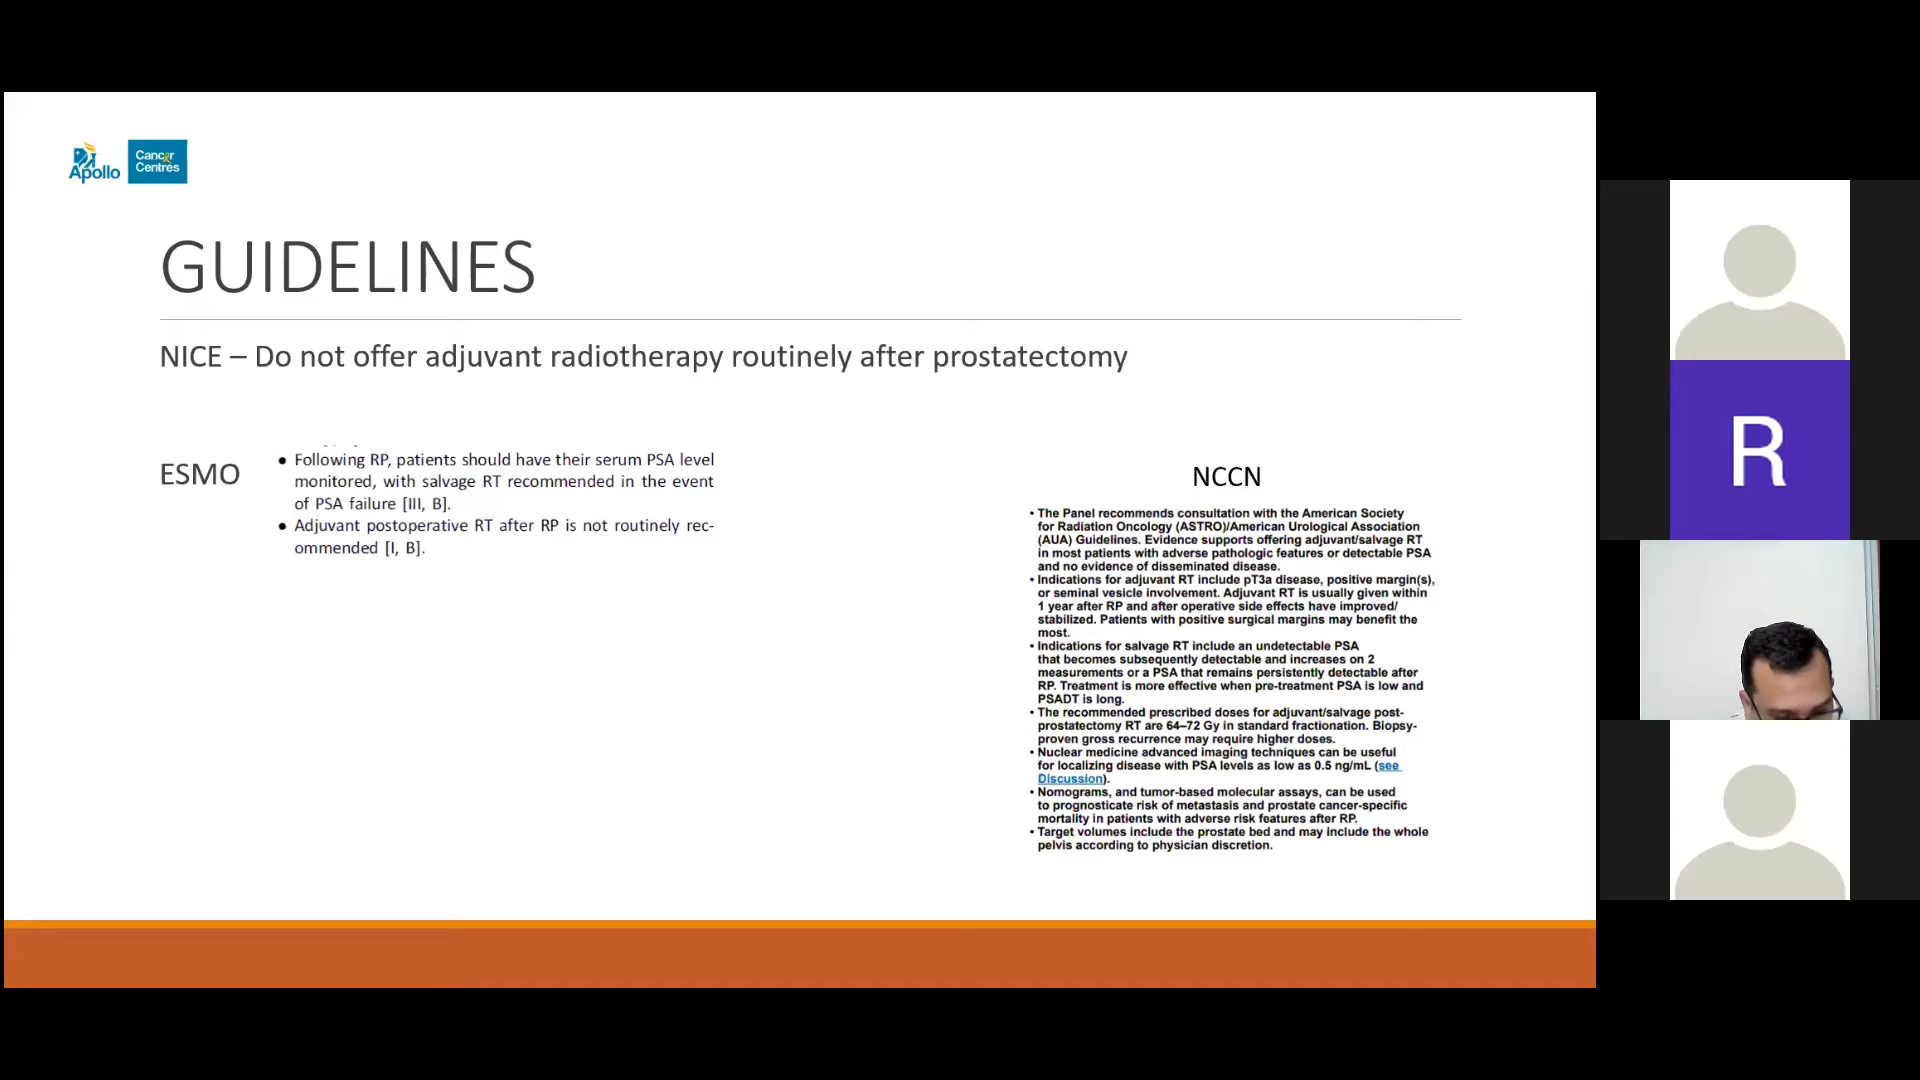 Apollo
Cancer
Centres
GUIDELINES
NICE – Do not offer adjuvant radiotherapy routinely after prostatectomy
ESMO
● Following RP, patients should have their serum PSA level
monitored, with salvage RT recommended in the event
of PSA failure [III, B].
● Adjuvant postoperative RT after RP is not routinely rec-
ommended [I, B].
NCCN
• The Panel recommends consultation with the American Society
for Radiation Oncology (ASTRO)/American Urological Association
(AUA) Guidelines. Evidence supports offering adjuvant/salvage RT
in most patients with adverse pathologic features or detectable PSA
and no evidence of disseminated disease.
• Indications for adjuvant RT include pT3a disease, positive margin(s),
or seminal vesicle involvement. Adjuvant RT is usually given within
1 year after RP and after operative side effects have improved/
stabilized. Patients with positive surgical margins may benefit the
most.
• Indications for salvage RT include an undetectable PSA
that becomes subsequently detectable and increases on 2
measurements or a PSA that remains persistently detectable after
RP. Treatment is more effective when pre-treatment PSA is low and
PSADT is long.
• The recommended prescribed doses for adjuvant/salvage post-
prostatectomy RT are 64–72 Gy in standard fractionation. Biopsy-
proven gross recurrence may require higher doses.
• Nuclear medicine advanced imaging techniques can be useful
for localizing disease with PSA levels as low as 0.5 ng/mL (see
Discussion).
• Nomograms, and tumor-based molecular assays, can be used
to prognosticate risk of metastasis and prostate cancer-specific
mortality in patients with adverse risk features after RP.
• Target volumes include the prostate bed and may include the whole
pelvis according to physician discretion.
R